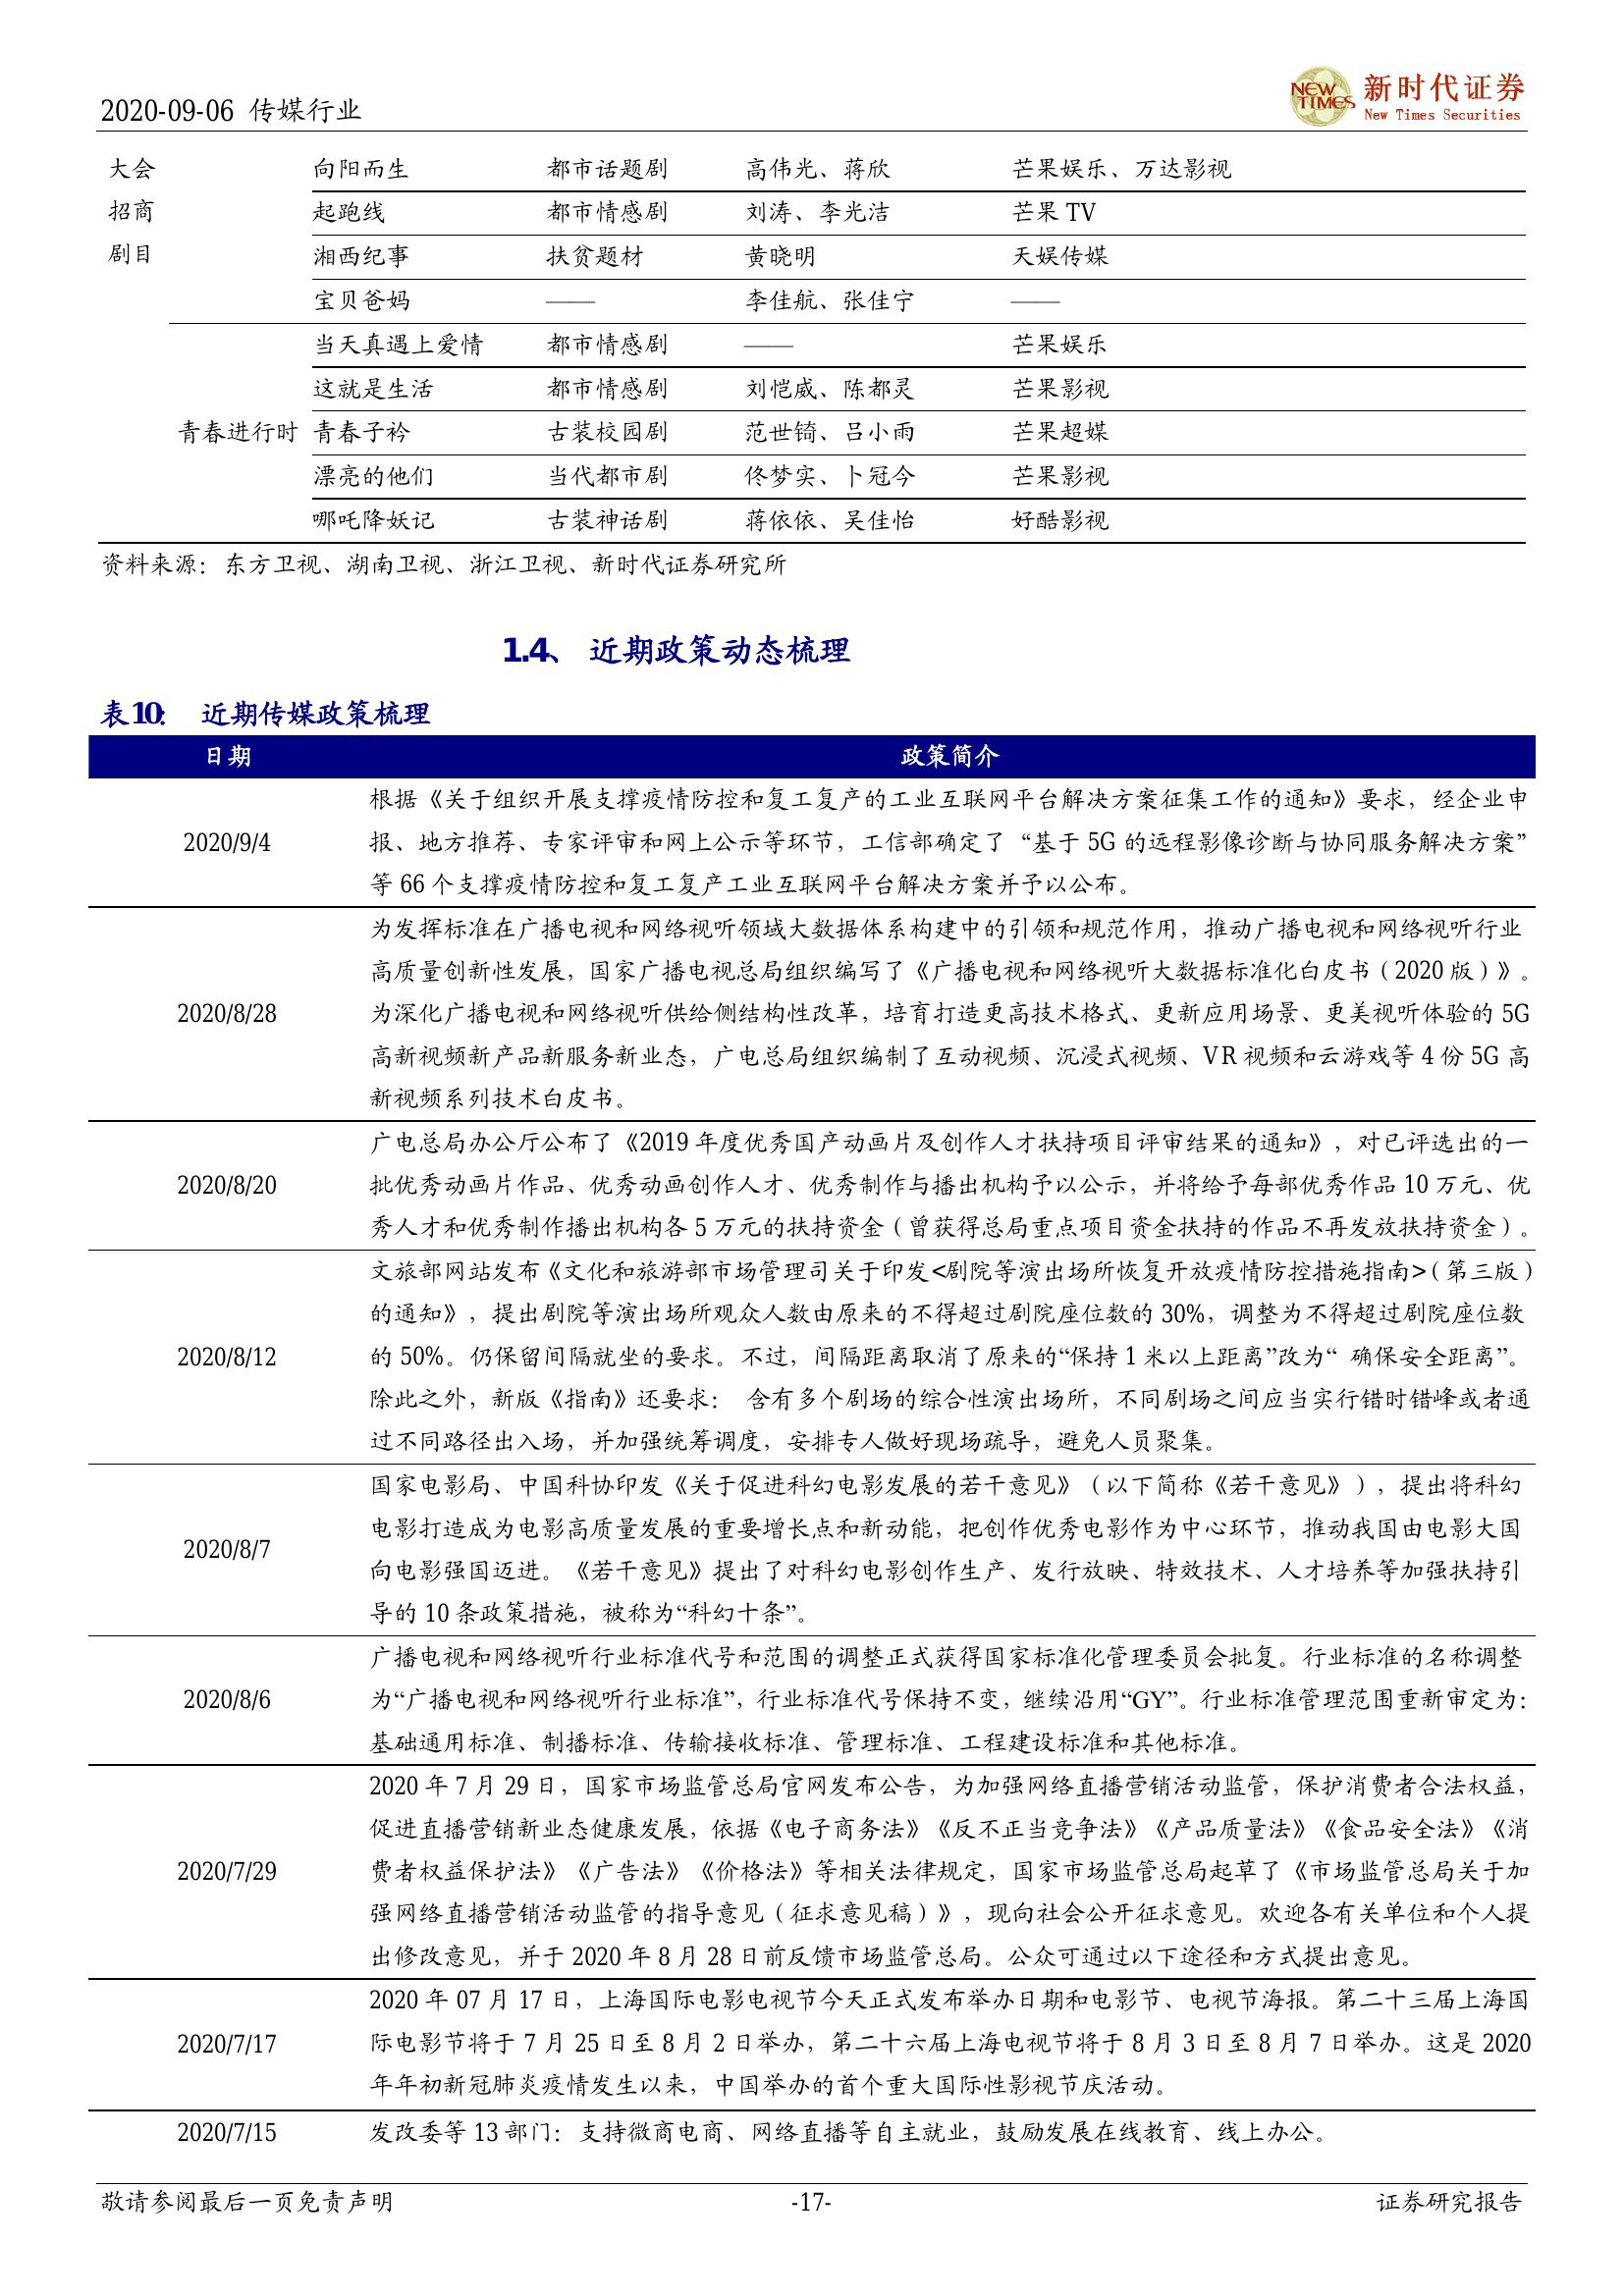 2020-09-06 传媒行业
NEW TIMES 新时代证券
New Times Securities
大会 向阳而生 都市话题剧 高伟光、蒋欣 芒果娱乐、万达影视
招商 起跑线 都市情感剧 刘涛、李光洁 芒果 TV
剧目 湘西纪事 扶贫题材 黄晓明 天娱传媒
宝贝爸妈 —— 李佳航、张佳宁 ——
当天真遇上爱情 都市情感剧 —— 芒果娱乐
这就是生活 都市情感剧 刘恺威、陈都灵 芒果影视
青春进行时 青春子衿 古装校园剧 范世锜、吕小雨 芒果超媒
漂亮的他们 当代都市剧 佟梦实、卜冠今 芒果影视
哪吒降妖记 古装神话剧 蒋依依、吴佳怡 好酷影视
资料来源：东方卫视、湖南卫视、浙江卫视、新时代证券研究所
1.4、 近期政策动态梳理
表10： 近期传媒政策梳理
日期 政策简介
根据《关于组织开展支撑疫情防控和复工复产的工业互联网平台解决方案征集工作的通知》要求，经企业申
2020/9/4 报、地方推荐、专家评审和网上公示等环节，工信部确定了“基于 5G 的远程影像诊断与协同服务解决方案”
等 66 个支撑疫情防控和复工复产工业互联网平台解决方案并予以公布。
为发挥标准在广播电视和网络视听领域大数据体系构建中的引领和规范作用，推动广播电视和网络视听行业
高质量创新性发展，国家广播电视总局组织编写了《广播电视和网络视听大数据标准化白皮书（2020 版）》。
2020/8/28 为深化广播电视和网络视听供给侧结构性改革，培育打造更高技术格式、更新应用场景、更美视听体验的 5G
高新视频新产品新服务新业态，广电总局组织编制了互动视频、沉浸式视频、VR 视频和云游戏等 4 份 5G 高
新视频系列技术白皮书。
广电总局办公厅公布了《2019 年度优秀国产动画片及创作人才扶持项目评审结果的通知》，对已评选出的一
2020/8/20 批优秀动画片作品、优秀动画创作人才、优秀制作与播出机构予以公示，并将给予每部优秀作品 10 万元、优
秀人才和优秀制作播出机构各 5 万元的扶持资金（曾获得总局重点项目资金扶持的作品不再发放扶持资金）。
文旅部网站发布《文化和旅游部市场管理司关于印发<剧院等演出场所恢复开放疫情防控措施指南>（第三版）
的通知》，提出剧院等演出场所观众人数由原来的不得超过剧院座位数的 30%，调整为不得超过剧院座位数
2020/8/12 的 50%。仍保留间隔就坐的要求。不过，间隔距离取消了原来的“保持 1 米以上距离”改为“ 确保安全距离”。
除此之外，新版《指南》还要求： 含有多个剧场的综合性演出场所，不同剧场之间应当实行错时错峰或者通
过不同路径出入场，并加强统筹调度，安排专人做好现场疏导，避免人员聚集。
国家电影局、中国科协印发《关于促进科幻电影发展的若干意见》（以下简称《若干意见》），提出将科幻
电影打造成为电影高质量发展的重要增长点和新动能，把创作优秀电影作为中心环节，推动我国由电影大国
2020/8/7 向电影强国迈进。《若干意见》提出了对科幻电影创作生产、发行放映、特效技术、人才培养等加强扶持引
导的 10 条政策措施，被称为“科幻十条”。
广播电视和网络视听行业标准代号和范围的调整正式获得国家标准化管理委员会批复。行业标准的名称调整
2020/8/6 为“广播电视和网络视听行业标准”，行业标准代号保持不变，继续沿用“GY”。行业标准管理范围重新审定为：
基础通用标准、制播标准、传输接收标准、管理标准、工程建设标准和其他标准。
2020 年 7 月 29 日，国家市场监管总局官网发布公告，为加强网络直播营销活动监管，保护消费者合法权益，
促进直播营销新业态健康发展，依据《电子商务法》《反不正当竞争法》《产品质量法》《食品安全法》《消
2020/7/29 费者权益保护法》《广告法》《价格法》等相关法律规定，国家市场监管总局起草了《市场监管总局关于加
强网络直播营销活动监管的指导意见（征求意见稿）》，现向社会公开征求意见。欢迎各有关单位和个人提
出修改意见，并于 2020 年 8 月 28 日前反馈市场监管总局。公众可通过以下途径和方式提出意见。
2020 年 07 月 17 日，上海国际电影电视节今天正式发布举办日期和电影节、电视节海报。第二十三届上海国
2020/7/17 际电影节将于 7 月 25 日至 8 月 2 日举办，第二十六届上海电视节将于 8 月 3 日至 8 月 7 日举办。这是 2020
年年初新冠肺炎疫情发生以来，中国举办的首个重大国际性影视节庆活动。
2020/7/15 发改委等 13 部门：支持微商电商、网络直播等自主就业，鼓励发展在线教育、线上办公。
敬请参阅最后一页免责声明 -17- 证券研究报告